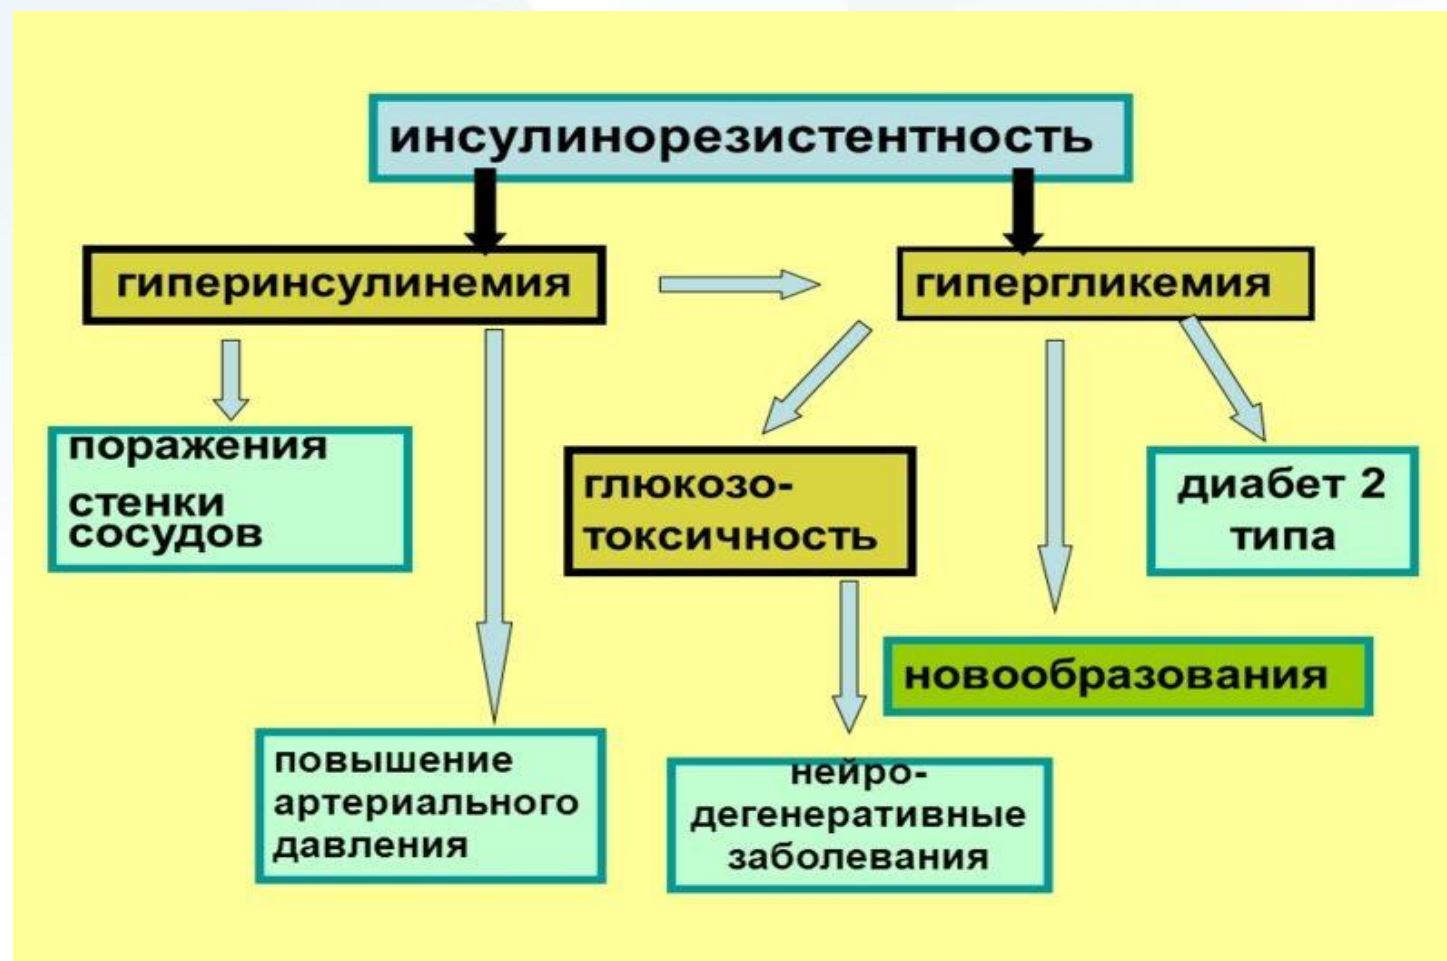 инсулинорезистентность
гиперинсулинемия
гипергликемия
поражения
стенки
сосудов
глюкозо-
токсичность
диабет 2
типа
новообразования
повышение
артериального
давления
нейро-
дегенеративные
заболевания